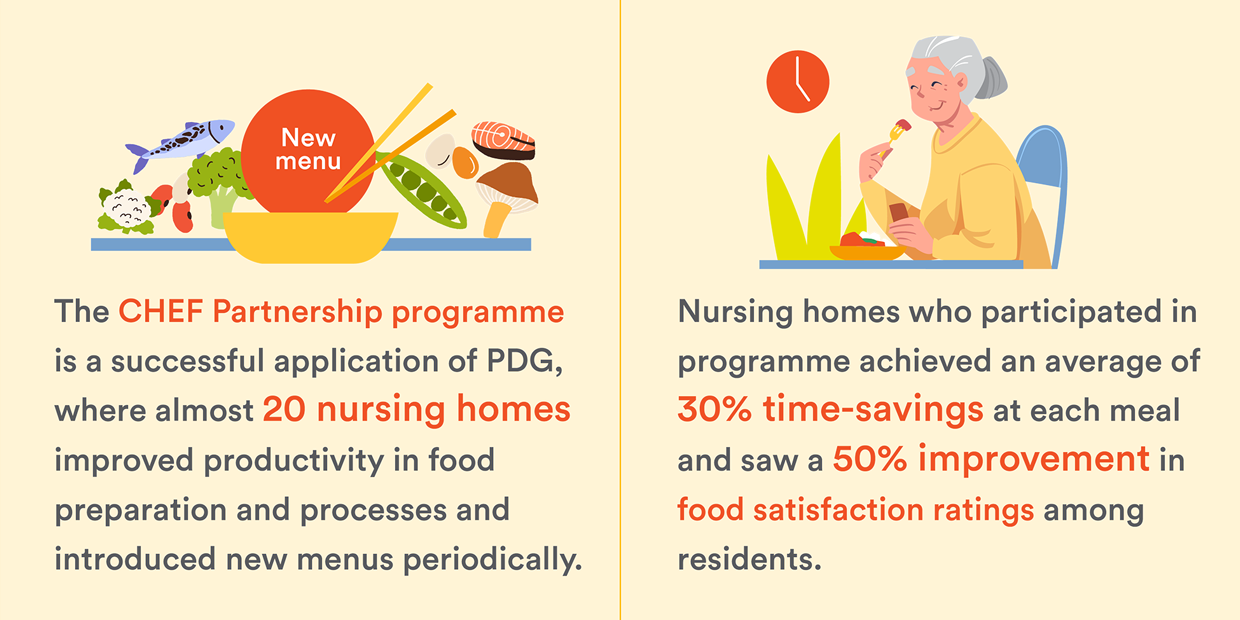 New
menu
The CHEF Partnership programme
is a successful application of PDG,
where almost 20 nursing homes
improved productivity in food
preparation and processes and
introduced new menus periodically.
Nursing homes who participated in
programme achieved an average of
30% time-savings at each meal
and saw a 50% improvement in
food satisfaction ratings among
residents.